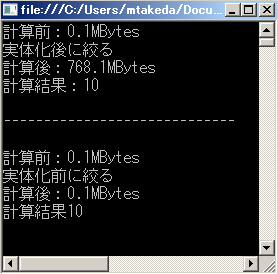 file:///C:/Users/mtakeda/Docu...
計算前：0.1MBytes
実体化後に絞る
計算後：768.1MBytes
計算結果：10
-----------------------------
計算前：0.1MBytes
実体化前に絞る
計算後：0.1MBytes
計算結果10